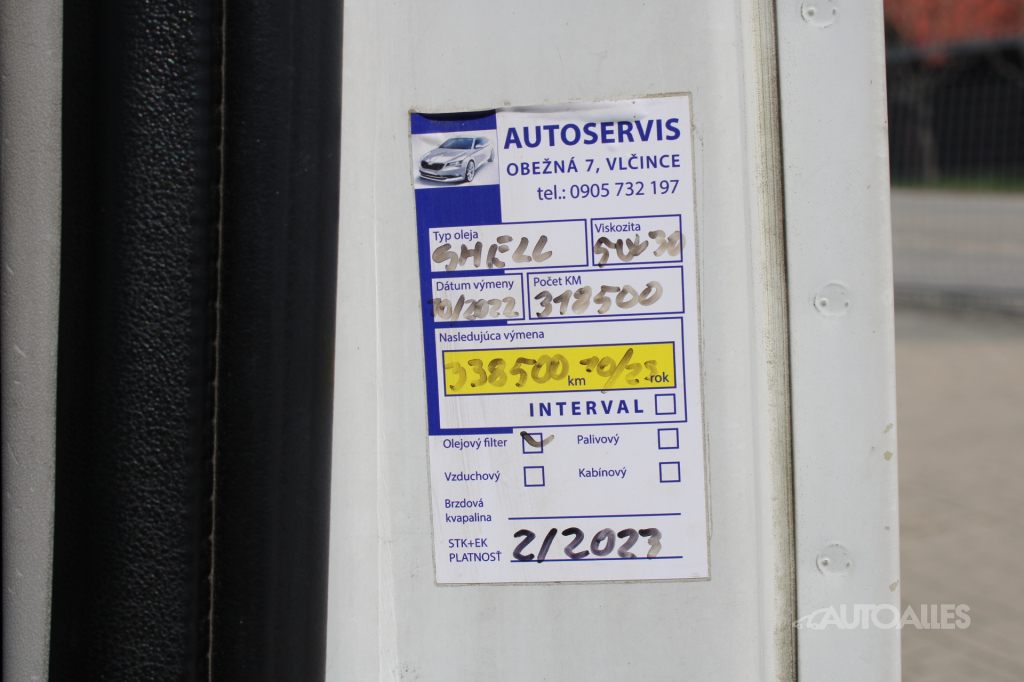 AUTOSERVIS
OBEŽNÁ 7, VLČINCE
tel.: 0905 732 197
Typ oleja Viskozita
SHELL 5W30
Dátum výmeny Počet KM
10/2022 318500
Nasledujúca výmena
338500 km 10/23 rok
INTERVAL
Olejový filter Palivový
Vzduchový Kabínový
Brzdová
kvapalina
STK+EK
PLATNOSŤ 2/2023
AUTOALLES